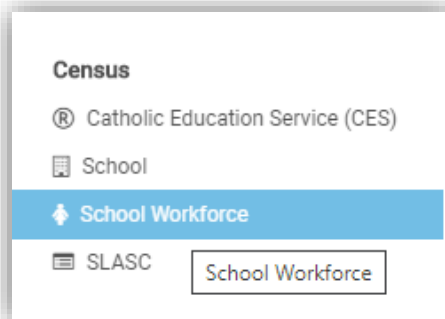 Census
® Catholic Education Service (CES)
School
School Workforce
SLASC
School Workforce